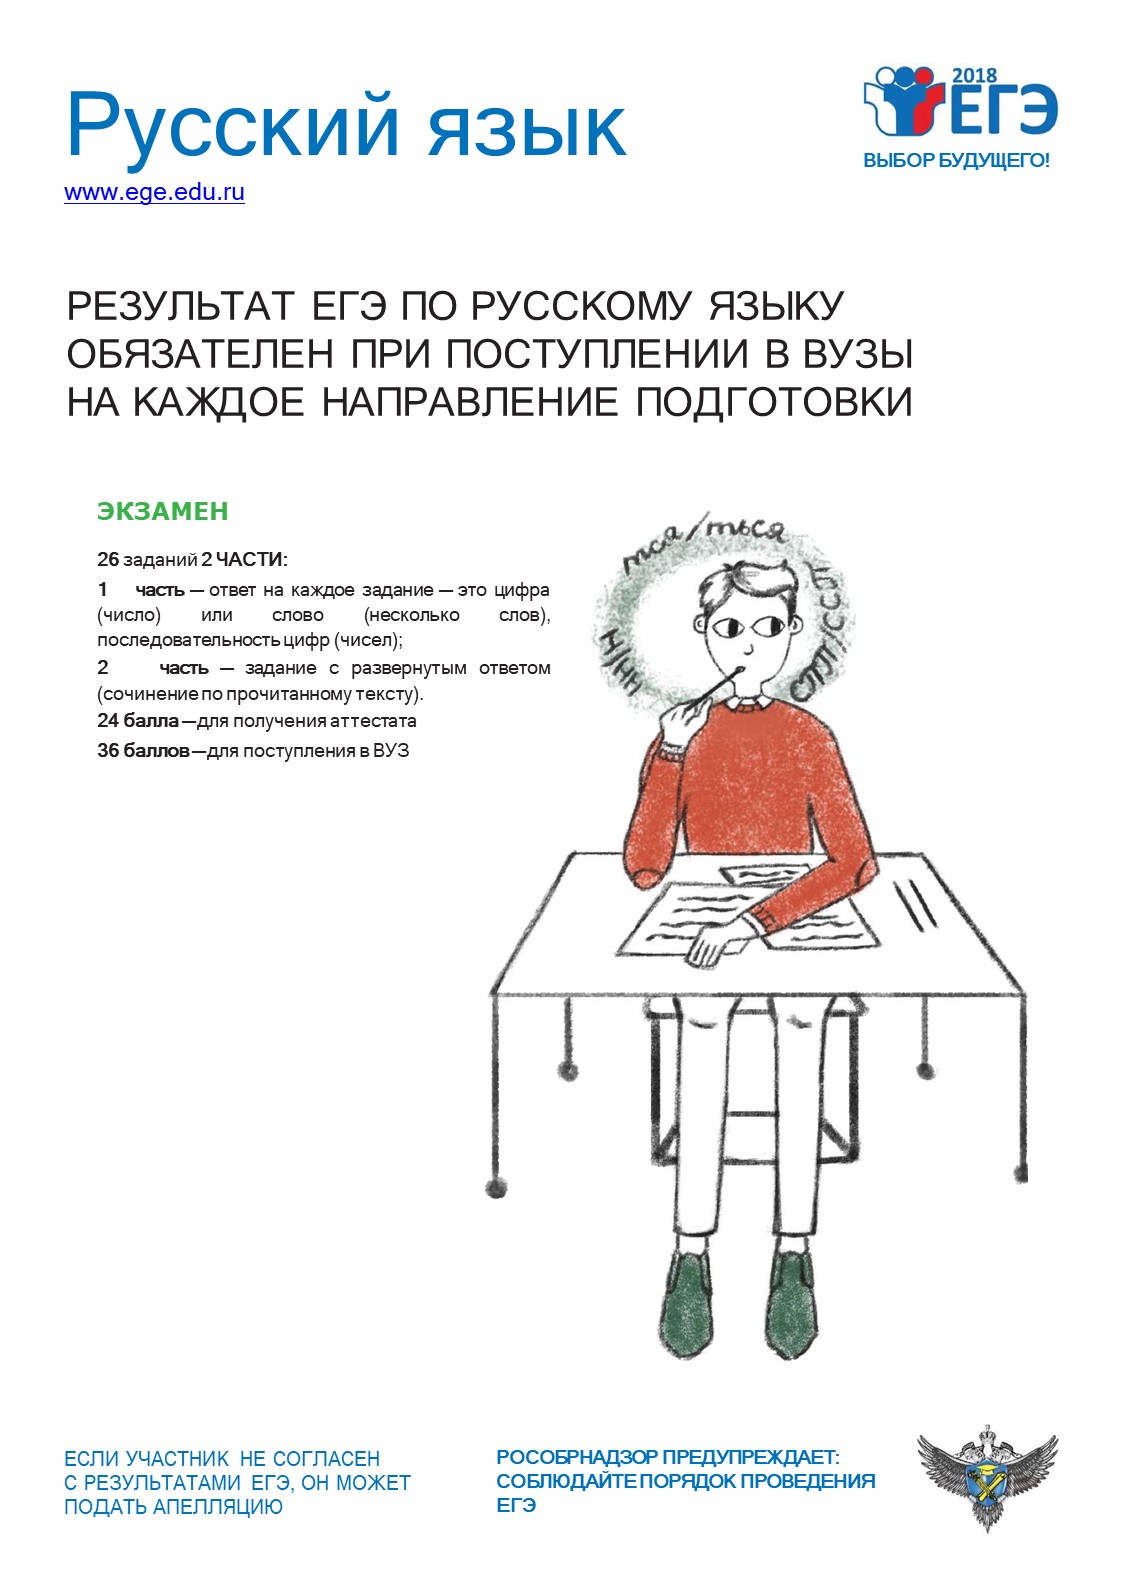 Русский язык
www.ege.edu.ru
2018
ЕГЭ
ВЫБОР БУДУЩЕГО!
РЕЗУЛЬТАТ ЕГЭ ПО РУССКОМУ ЯЗЫКУ
ОБЯЗАТЕЛЕН ПРИ ПОСТУПЛЕНИИ В ВУЗЫ
НА КАЖДОЕ НАПРАВЛЕНИЕ ПОДГОТОВКИ
ЭКЗАМЕН
26 заданий 2 ЧАСТИ:
1 часть — ответ на каждое задание — это цифра
(число) или слово (несколько слов),
последовательность цифр (чисел);
2 часть — задание с развернутым ответом
(сочинение по прочитанному тексту).
24 балла —для получения аттестата
36 баллов—для поступления в ВУЗ
тся/ться
нн/н
ЕСЛИ УЧАСТНИК НЕ СОГЛАСЕН
С РЕЗУЛЬТАТАМИ ЕГЭ, ОН МОЖЕТ
ПОДАТЬ АПЕЛЛЯЦИЮ
РОСОБРНАДЗОР ПРЕДУПРЕЖДАЕТ:
СОБЛЮДАЙТЕ ПОРЯДОК ПРОВЕДЕНИЯ
ЕГЭ